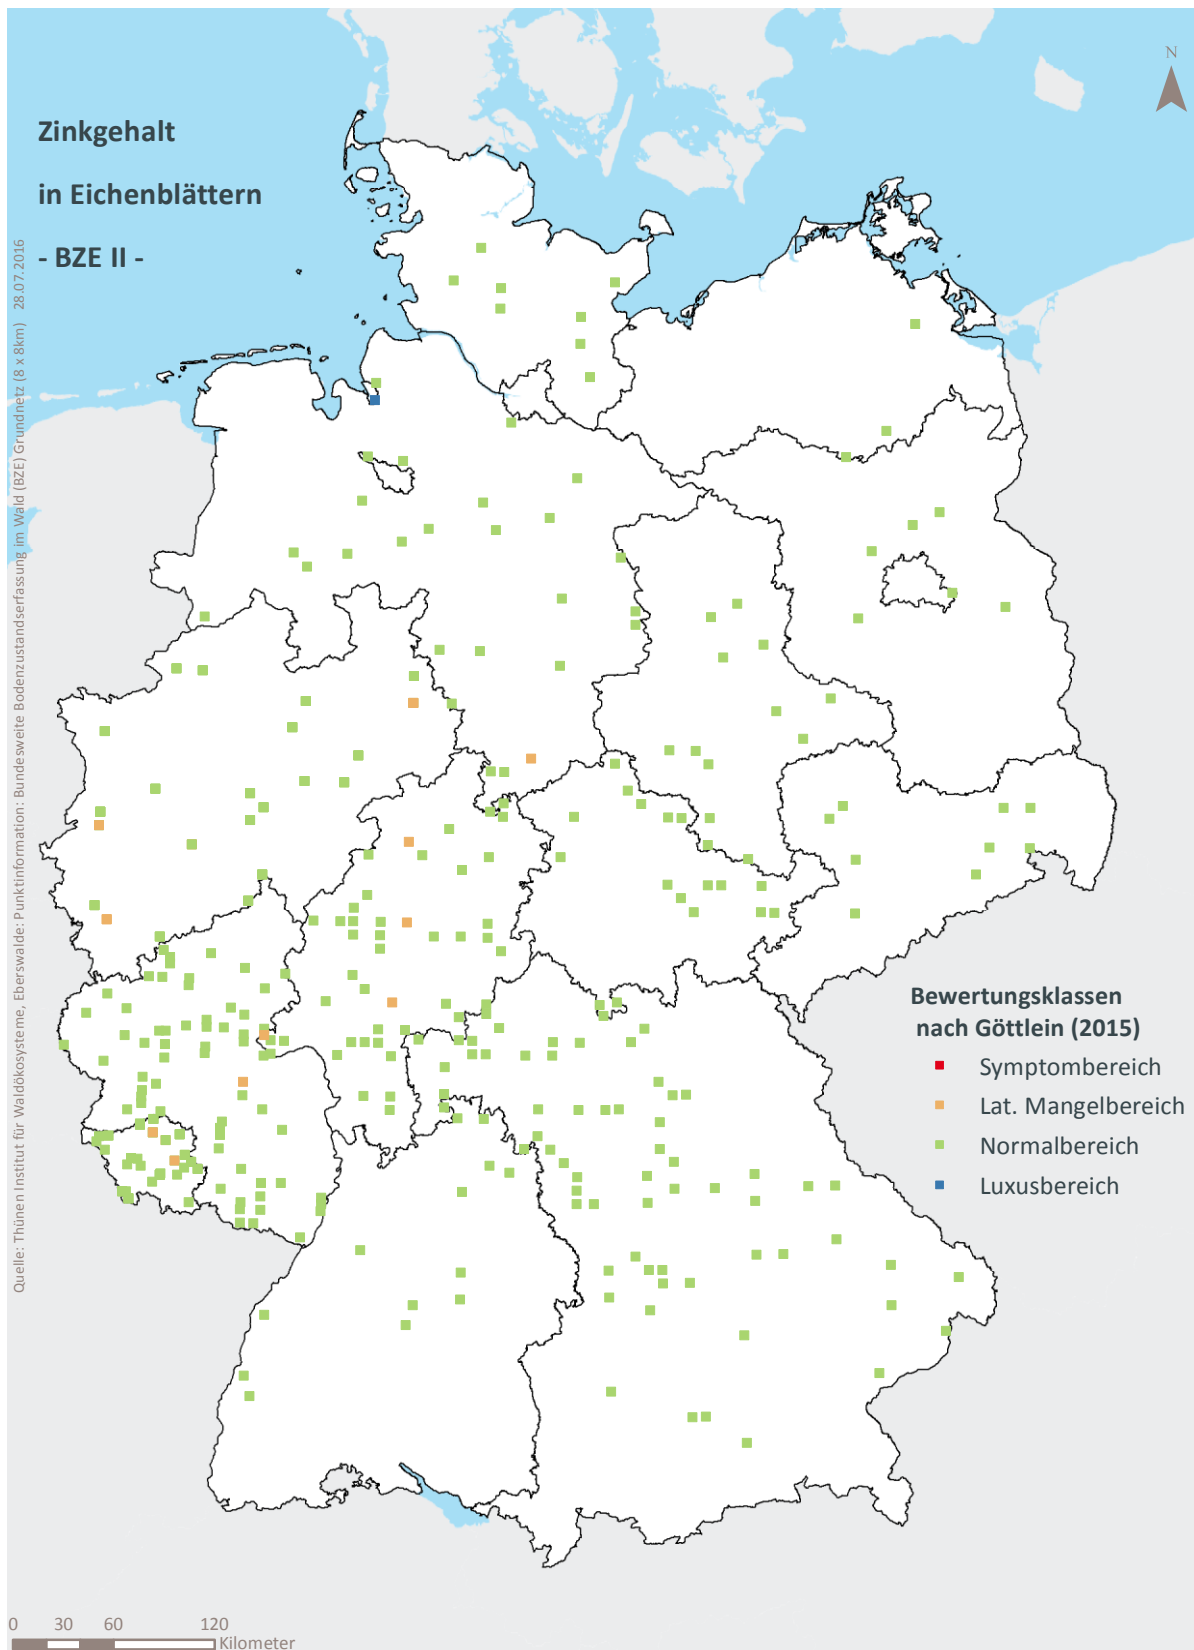 Zinkgehalt
in Eichenblättern
- BZE II -
N
Quelle: Thünen Institut für Waldökosysteme, Eberswalde: Punktinformation: Bundesweite Bodenzustandserfassung im Wald (BZE) Grundnetz (8 x 8km) 28.07.2016
Bewertungsklassen
nach Göttlein (2015)
Symptombereich
Lat. Mangelbereich
Normalbereich
Luxusbereich
0 30 60 120
Kilometer